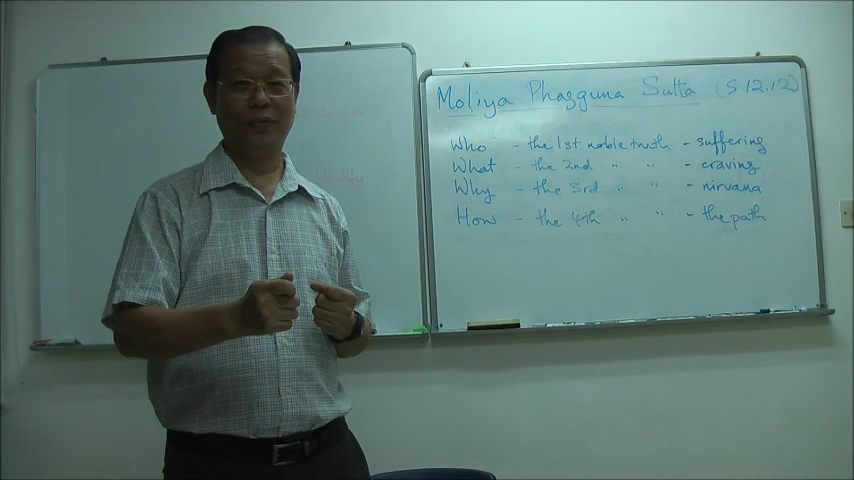 Moliya Phagguna Sutta (S 12.12)
Who - the 1st noble truth - suffering
What - the 2nd " " - craving
Why - the 3rd " " - nirvana
How - the 4th " " - the path